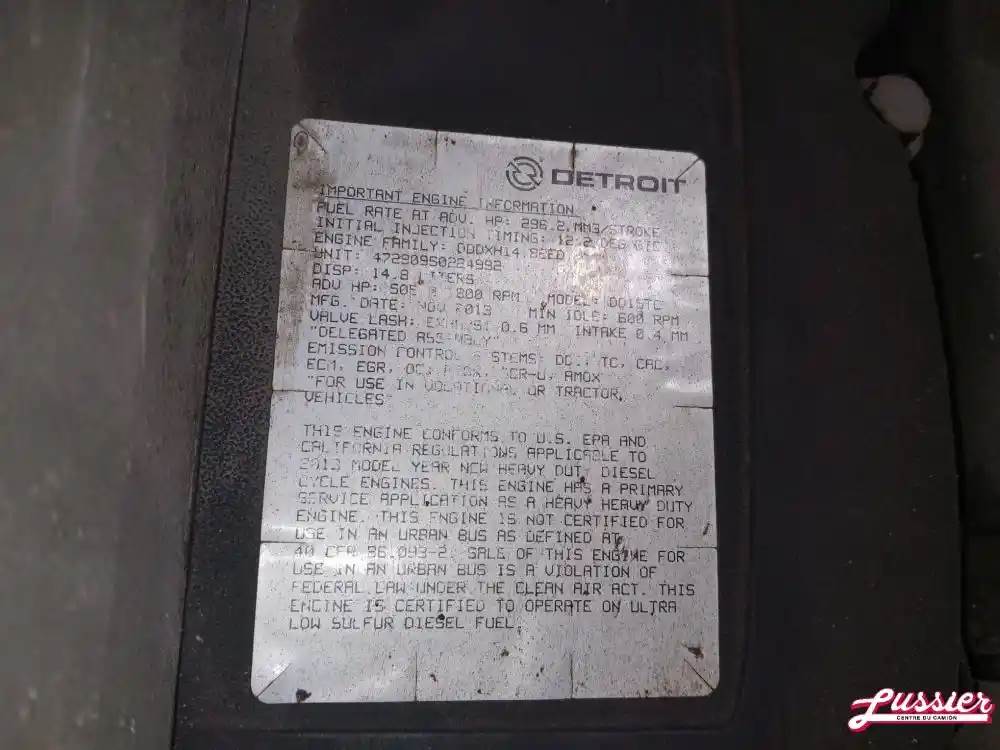 DETROIT
IMPORTANT ENGINE INFORMATION
FUEL RATE AT ADV. HP: 296.2 MM3/STROKE
INITIAL INJECTION TIMING: 12.2 DEG
ENGINE FAMILY:
UNIT:
DISP: 14.8 LITERS
ADV HP: 505 RPM MODEL: DD15TC
MFG. DATE: NOV 2013 MIN IDLE: 600 RPM
VALVE LASH: EXHAUST 0.6 MM INTAKE 0.4 MM
"DELEGATED ASSEMBLY"
EMISSION CONTROL SYSTEMS: TC, CAC,
ECM, EGR, SCR-U, AMOX
"FOR USE IN VOCATIONAL OR TRACTOR
VEHICLES"
THIS ENGINE CONFORMS TO U.S. EPA AND
CALIFORNIA REGULATIONS APPLICABLE TO
2013 MODEL YEAR NEW HEAVY DUTY DIESEL
CYCLE ENGINES. THIS ENGINE HAS A PRIMARY
SERVICE APPLICATION AS A HEAVY HEAVY DUTY
ENGINE. THIS ENGINE IS NOT CERTIFIED FOR
USE IN AN URBAN BUS AS DEFINED AT
40 CFR 86.093-2. SALE OF THIS ENGINE FOR
USE IN AN URBAN BUS IS A VIOLATION OF
FEDERAL LAW UNDER THE CLEAN AIR ACT. THIS
ENGINE IS CERTIFIED TO OPERATE ON ULTRA
LOW SULFUR DIESEL FUEL.
Lussier
CENTRE DU CAMION